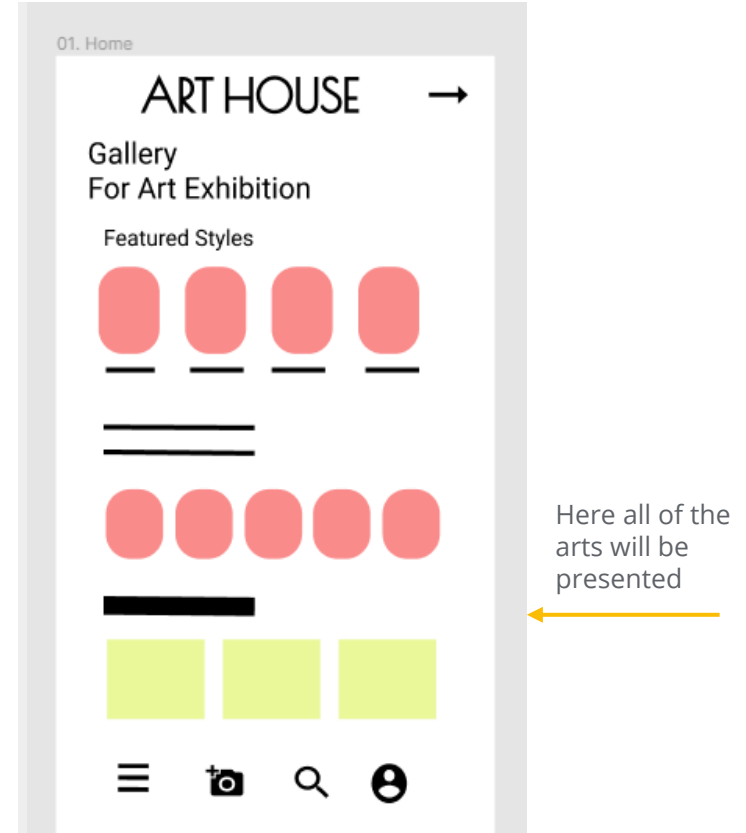 01. Home
ART HOUSE
Gallery
For Art Exhibition
Featured Styles
Here all of the
arts will be
presented